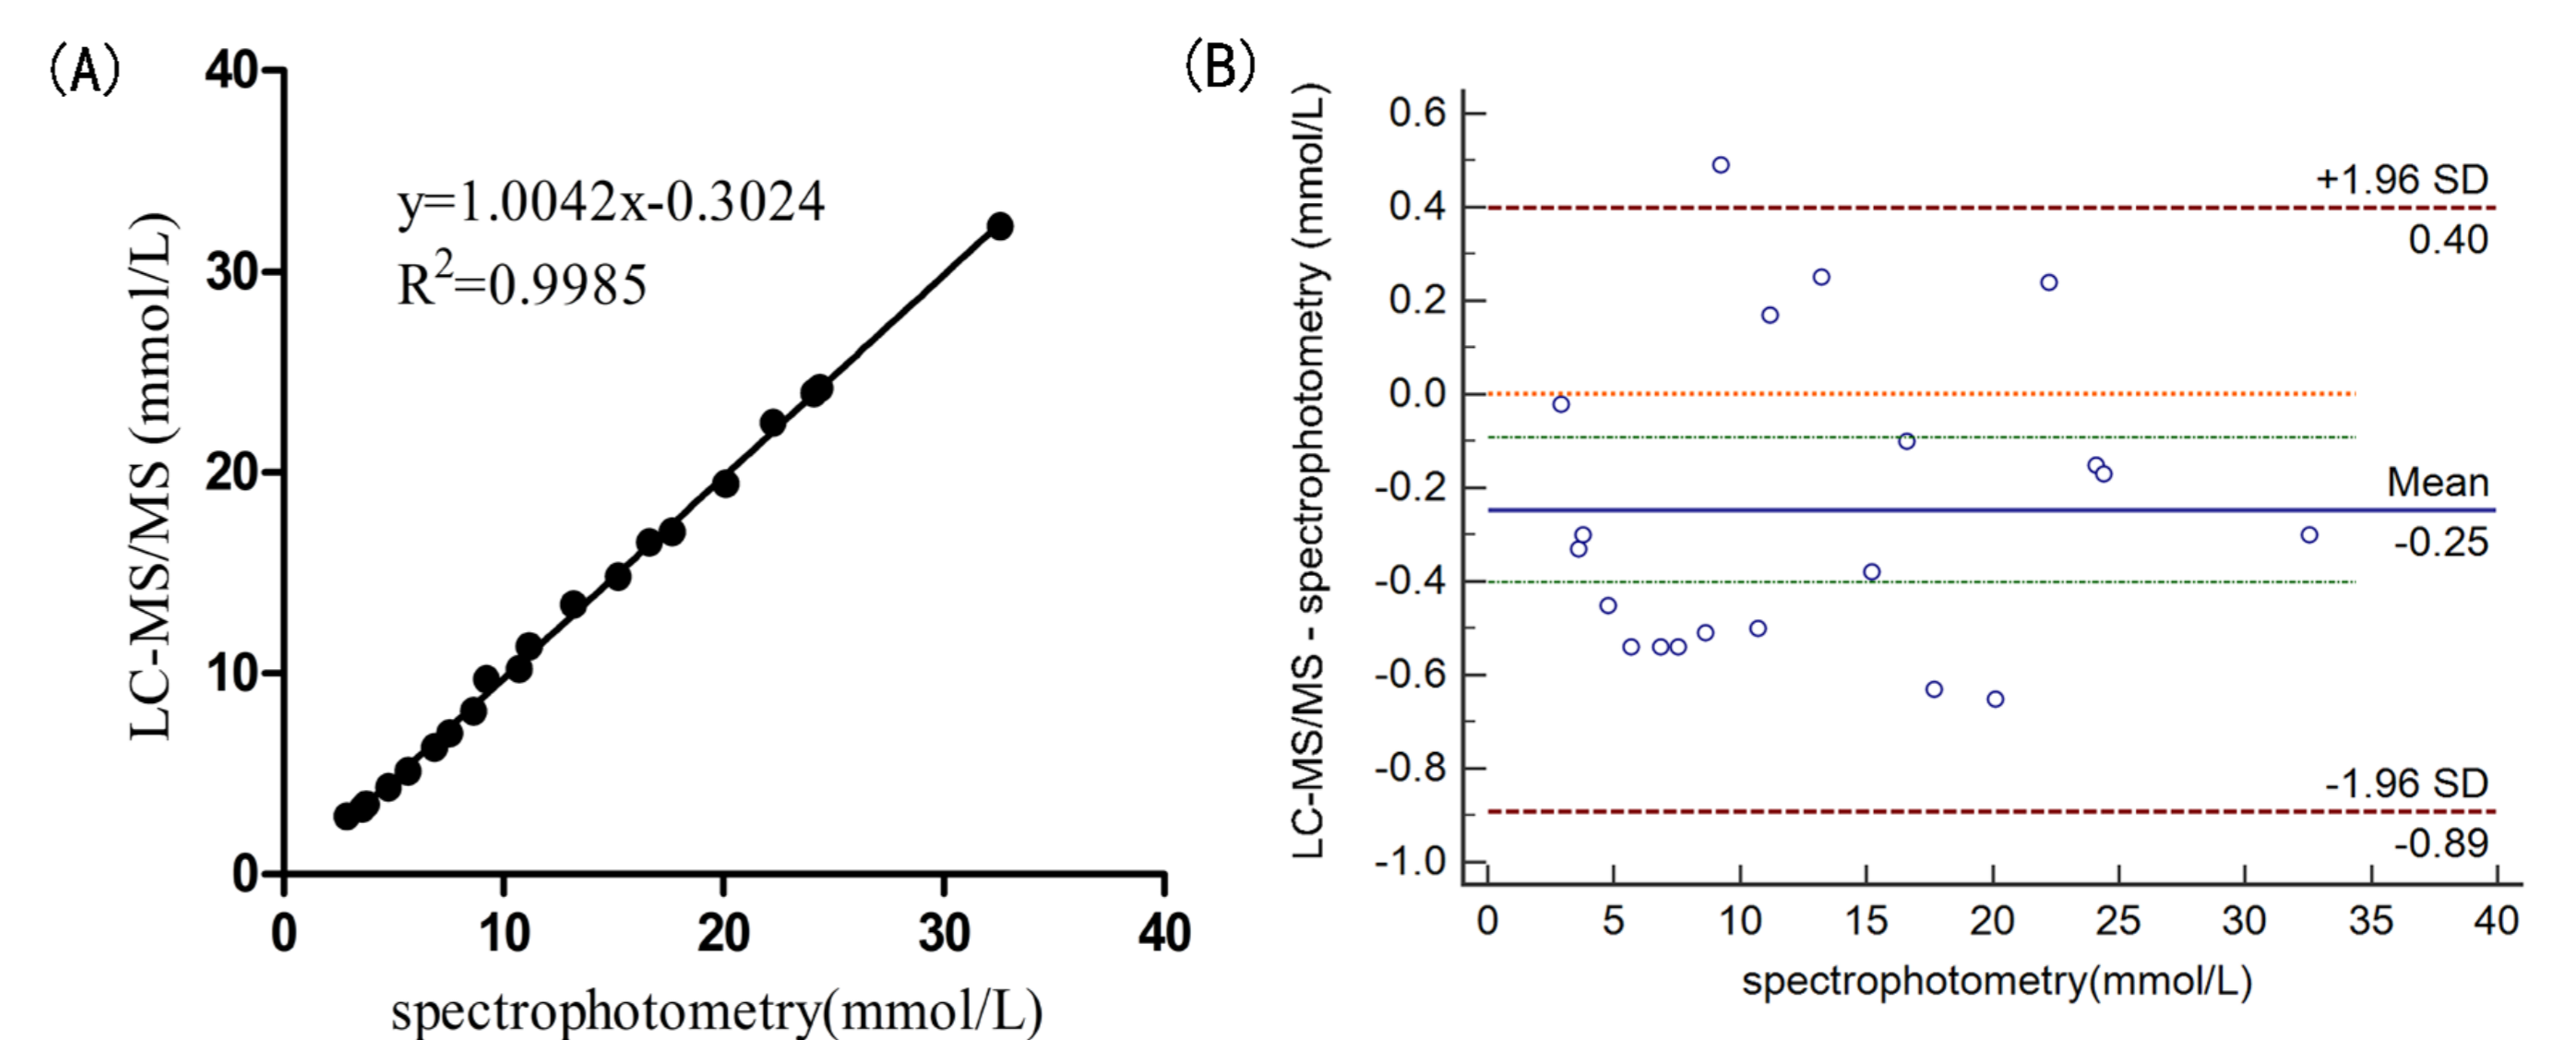 (A)
40
30
20
10
0
0 10 20 30 40
LC-MS/MS (mmol/L)
y=1.0042x-0.3024
R²=0.9985
spectrophotometry(mmol/L)
(B)
LC-MS/MS - spectrophotometry (mmol/L)
0.6
0.4
0.2
0.0
-0.2
-0.4
-0.6
-0.8
-1.0
+1.96 SD
0.40
Mean
-0.25
-1.96 SD
-0.89
0 5 10 15 20 25 30 35 40
spectrophotometry(mmol/L)